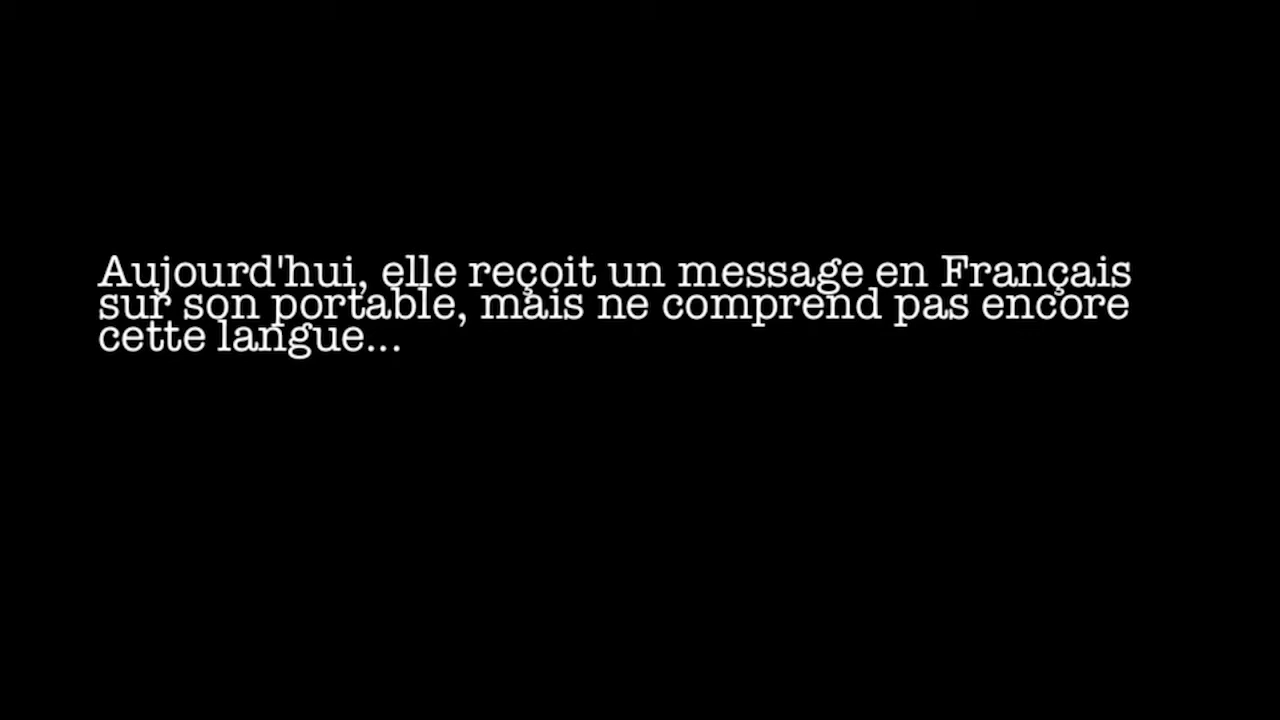 Aujourd'hui, elle reçoit un message en Français
sur son portable, mais ne comprend pas encore
cette langue...